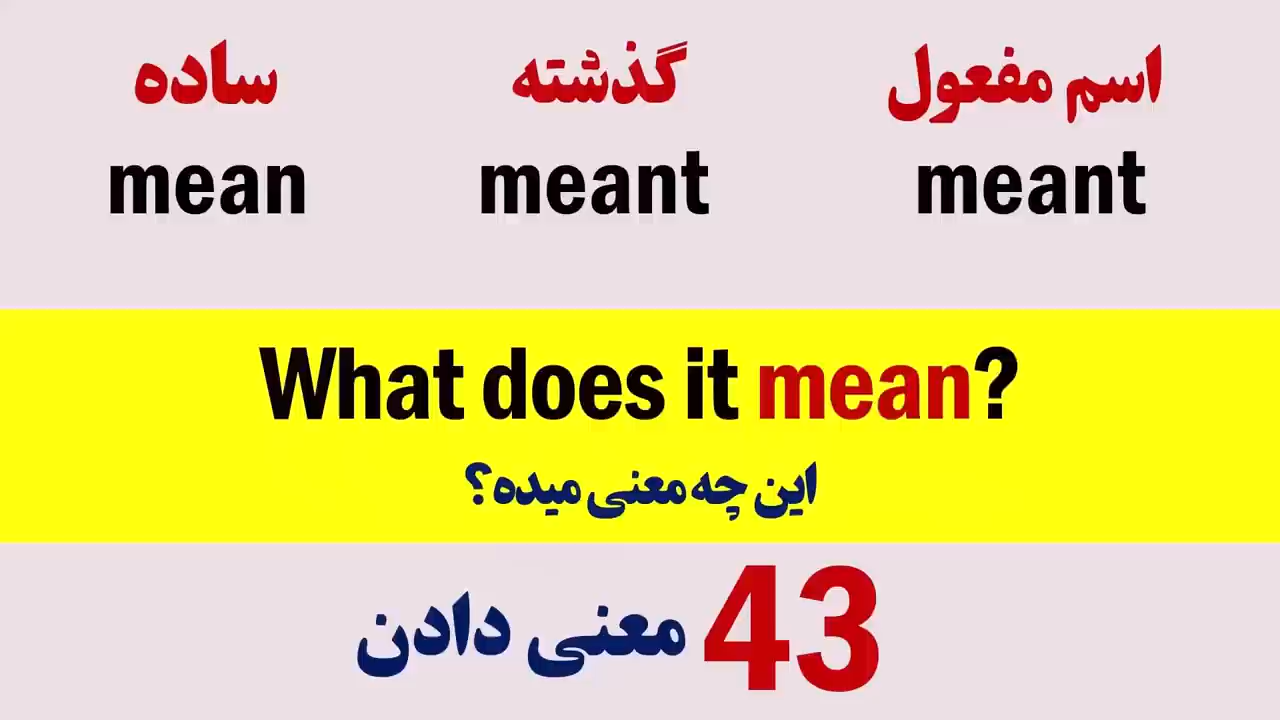 ساده گذشته اسم مفعول
mean meant meant
What does it mean?
این چه معنی میده؟
43 معنی دادن